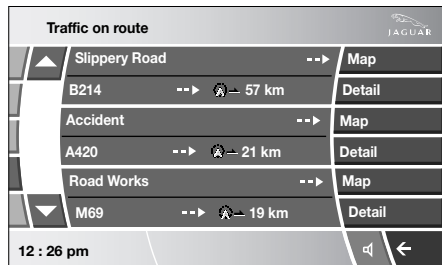 Traffic on route
JAGUAR
Slippery Road Map
B214 57 km Detail
Accident Map
A420 21 km Detail
Road Works Map
M69 19 km Detail
12 : 26 pm